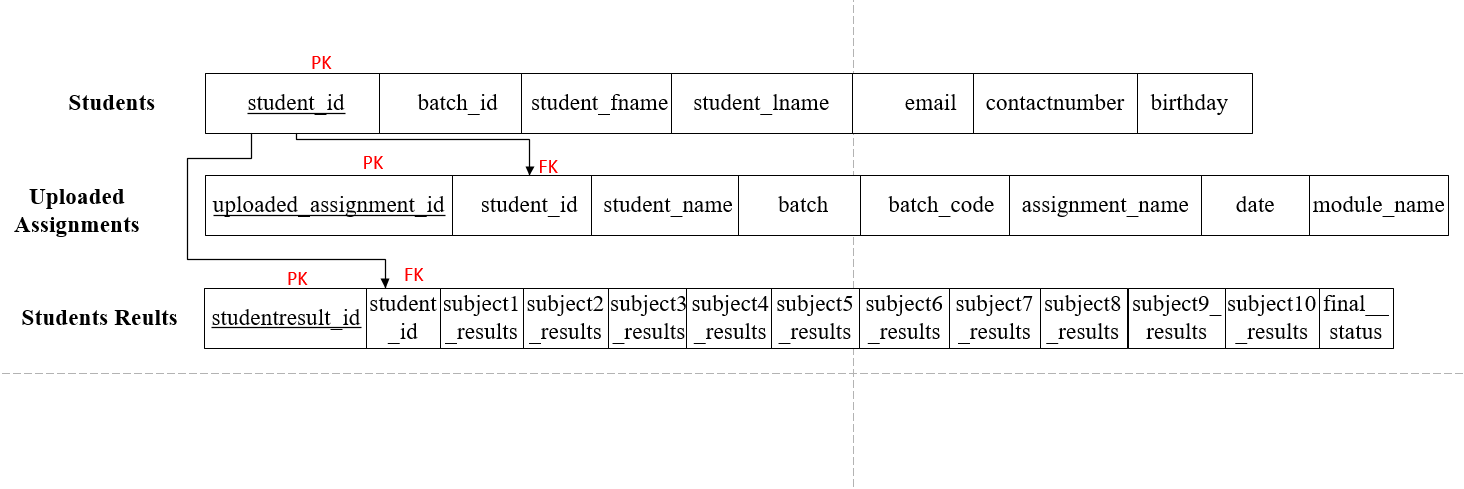 PK
Students
student_id
batch_id
student_fname
student_lname
email
contactnumber
birthday
PK
FK
Uploaded
Assignments
uploaded_assignment_id
student_id
student_name
batch
batch_code
assignment_name
date
module_name
PK
FK
Students Reults
studentresult_id
student
_id
subject1
_results
subject2
_results
subject3
_results
subject4
_results
subject5
_results
subject6
_results
subject7
_results
subject8
_results
subject9_
results
subject10
_results
final__
status